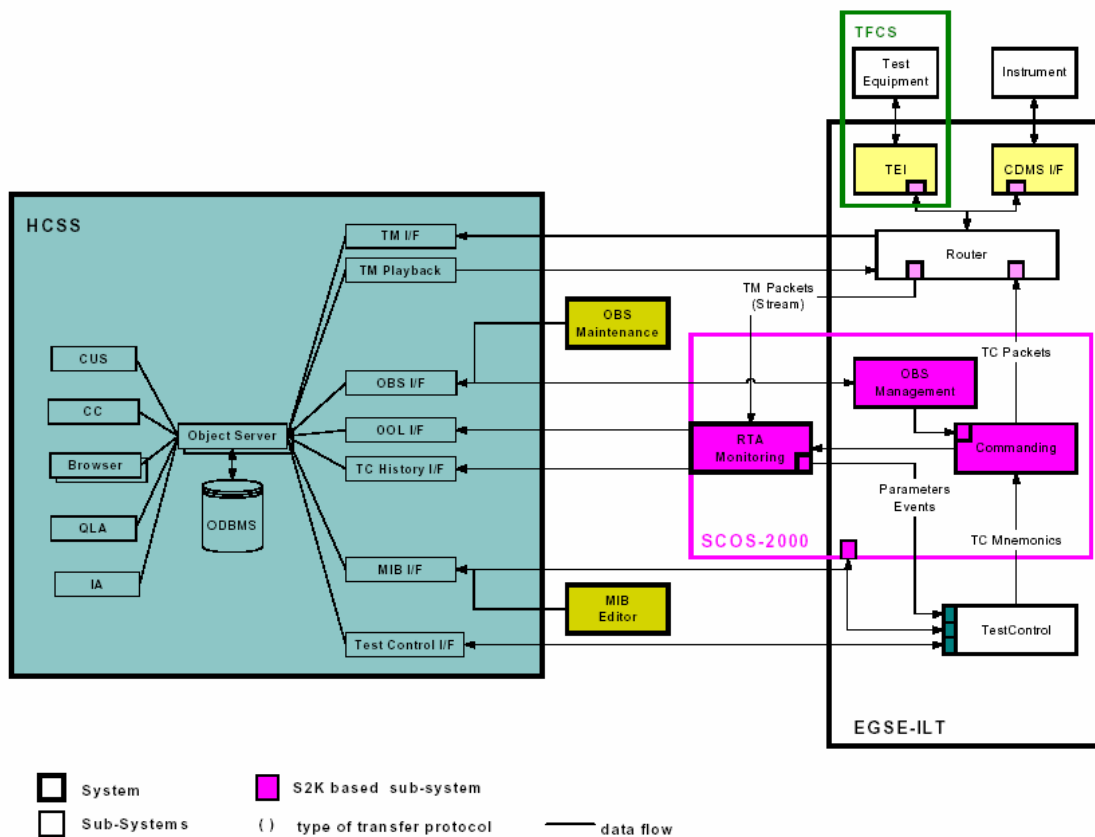 TFCS
Test
Equipment
Instrument
TEI
CDMS I/F
HCSS
TM I/F
Router
TM Playback
TM Packets
(Stream)
OBS
Maintenance
TC Packets
CUS
OBS I/F
OBS
Management
CC
Object Server
OOL I/F
RTA
Monitoring
Commanding
Browser
TC History I/F
Parameters
Events
QLA
ODBMS
SCOS-2000
TC Mnemonics
IA
MIB I/F
MIB
Editor
Test Control I/F
TestControl
EGSE-ILT
System
S2K based sub-system
Sub-Systems
( ) type of transfer protocol
data flow